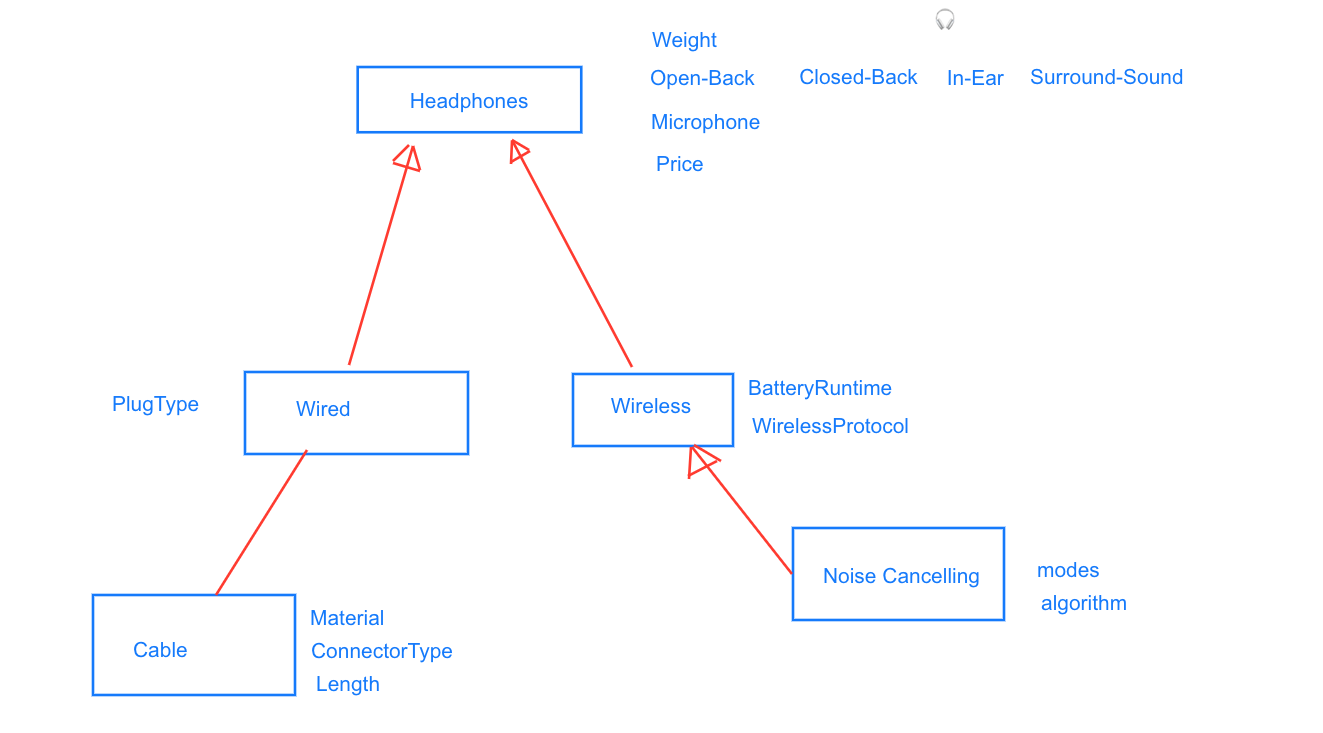 Weight
Headphones
Open-Back Closed-Back In-Ear Surround-Sound
Microphone
Price
PlugType
Wired
Wireless
BatteryRuntime
WirelessProtocol
Noise Cancelling
modes
algorithm
Cable
Material
ConnectorType
Length